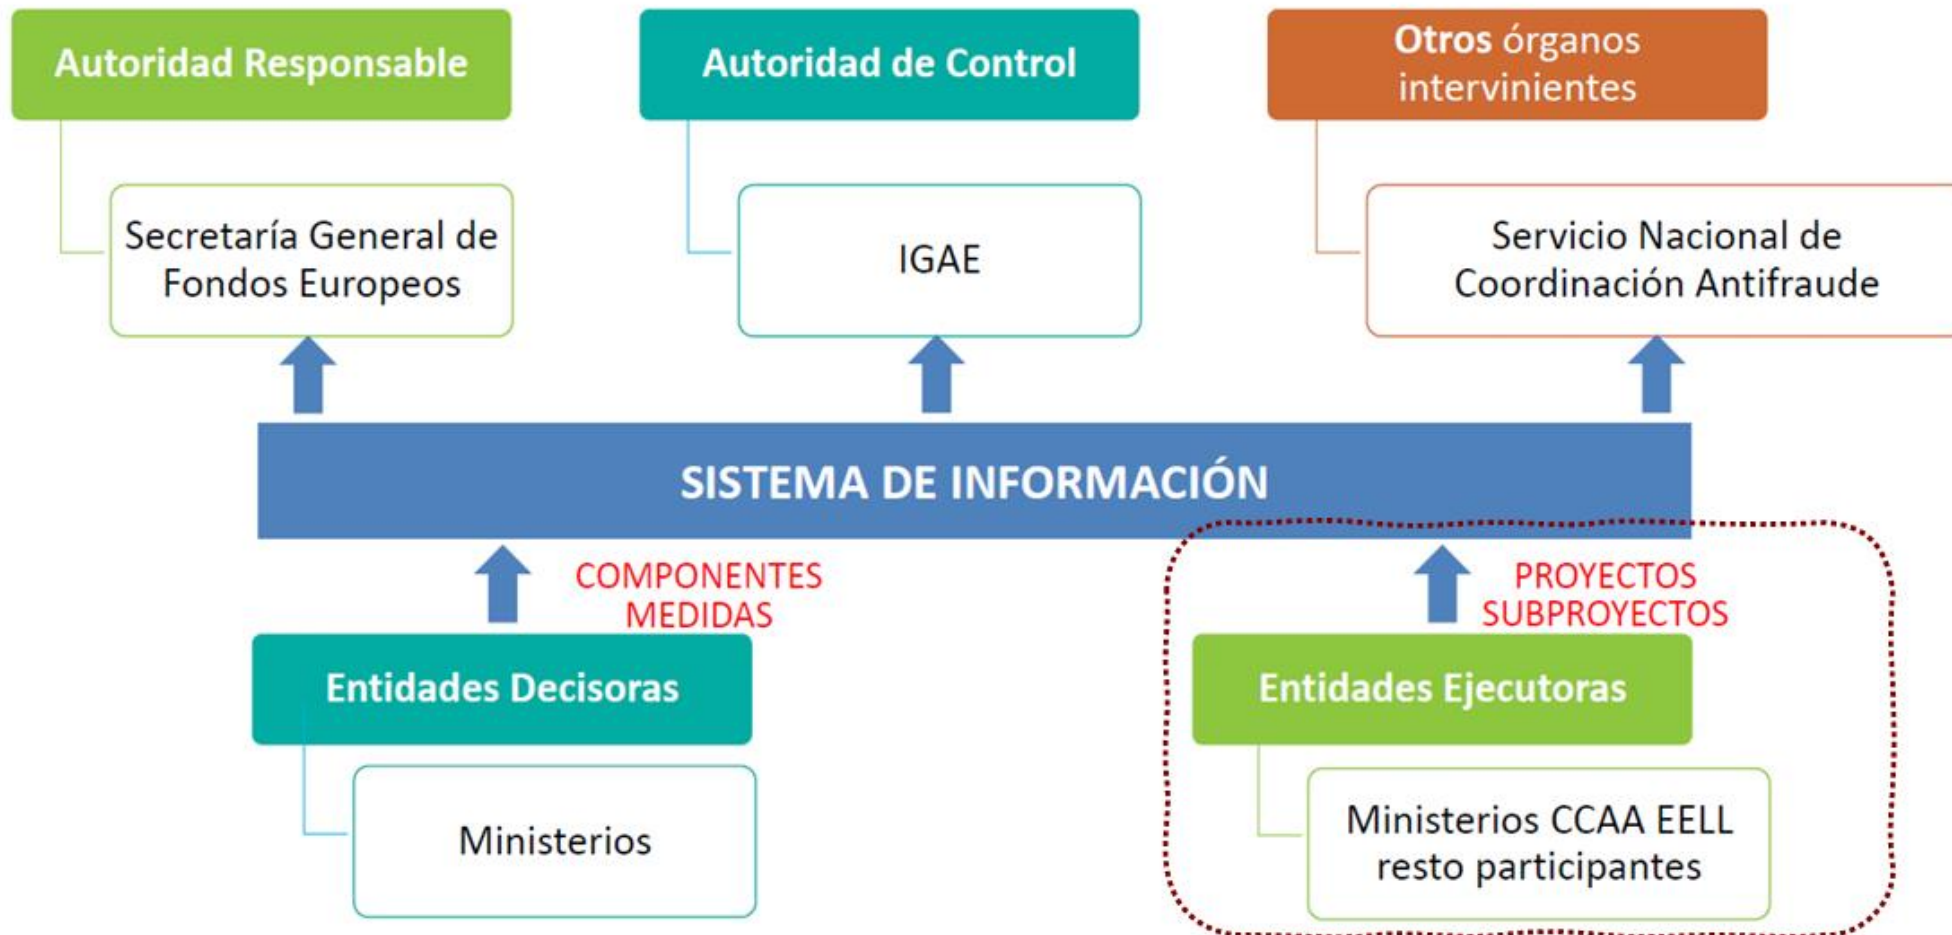 Autoridad Responsable
Secretaría General de
Fondos Europeos
Autoridad de Control
IGAE
Otros órganos
intervinientes
Servicio Nacional de
Coordinación Antifraude
SISTEMA DE INFORMACIÓN
COMPONENTES
MEDIDAS
Entidades Decisoras
Ministerios
PROYECTOS
SUBPROYECTOS
Entidades Ejecutoras
Ministerios CCAA EELL
resto participantes